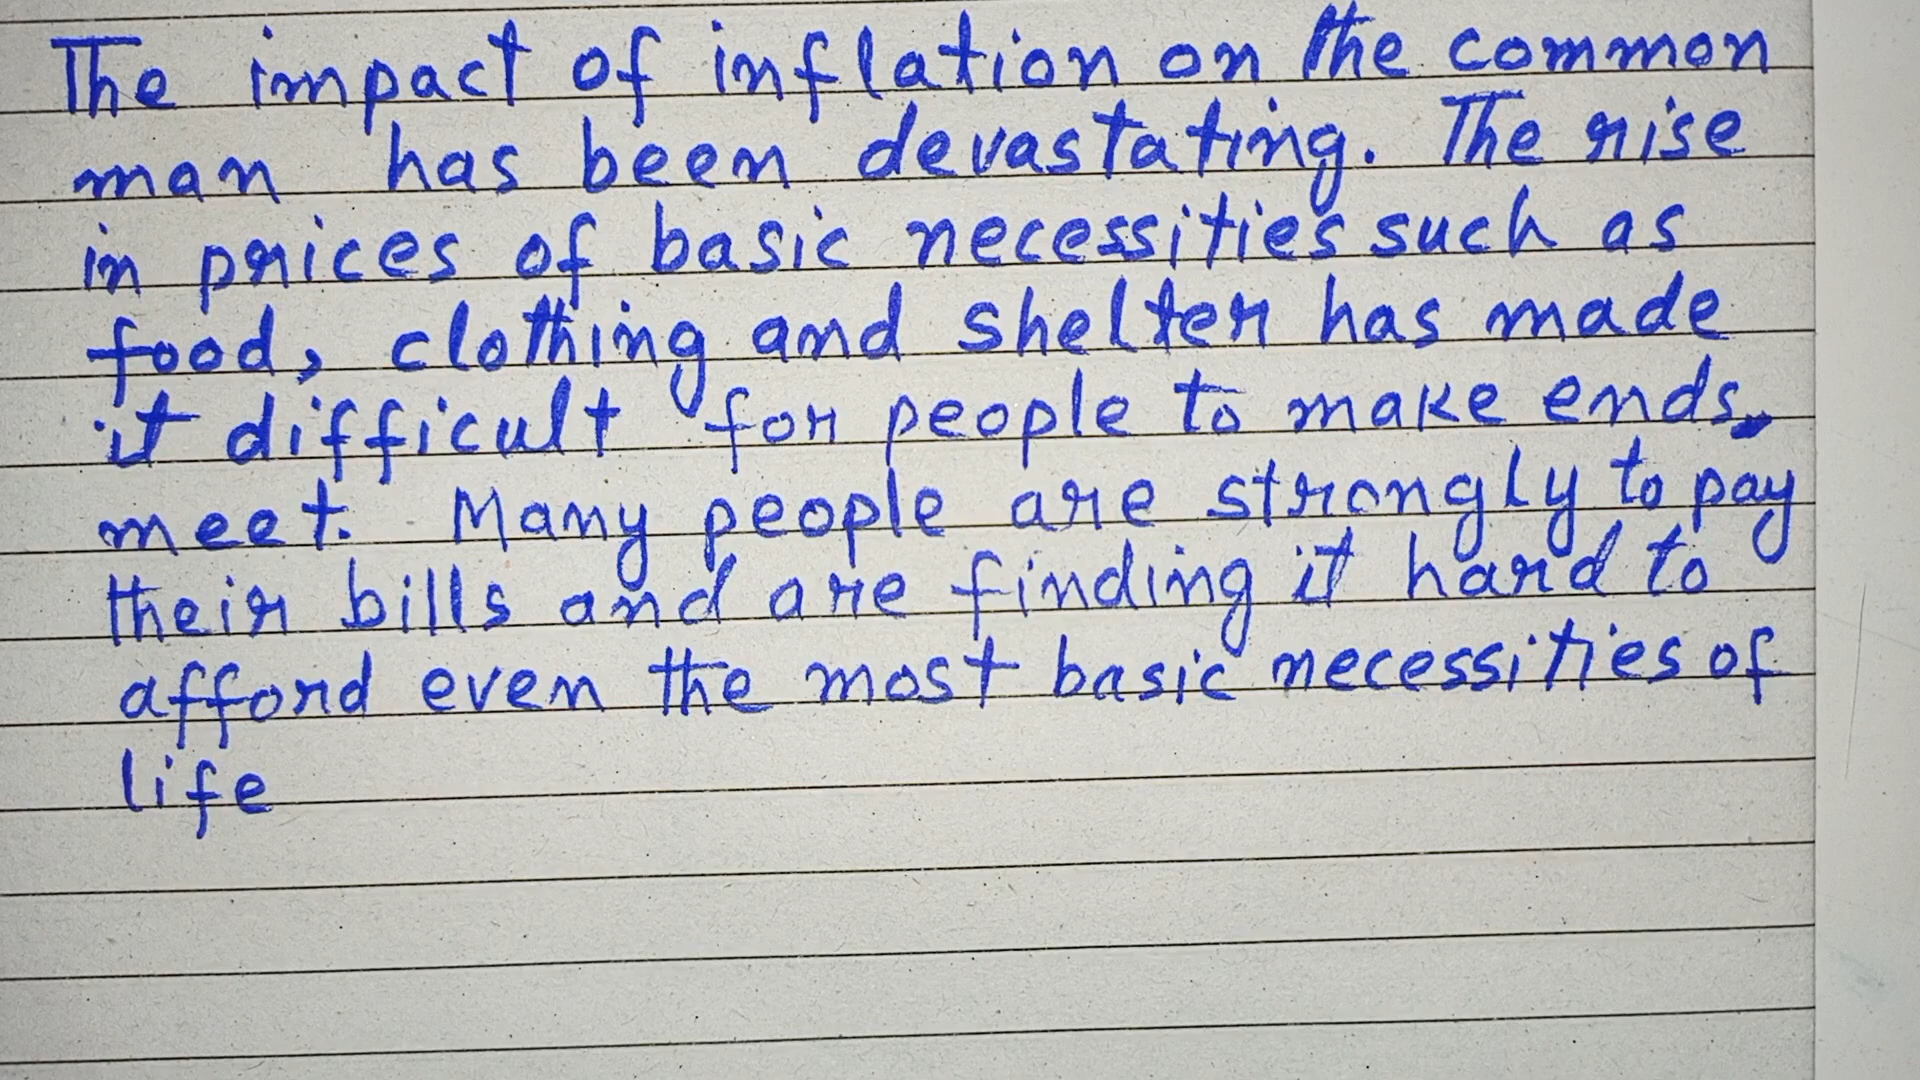 The impact of inflation on the common
man has been devastating. The rise
in prices of basic necessities such as
food, clothing and shelter has made
it difficult for people to make ends
meet. Many people are strongly to pay
their bills and are finding it hard to
afford even the most basic necessities of
life